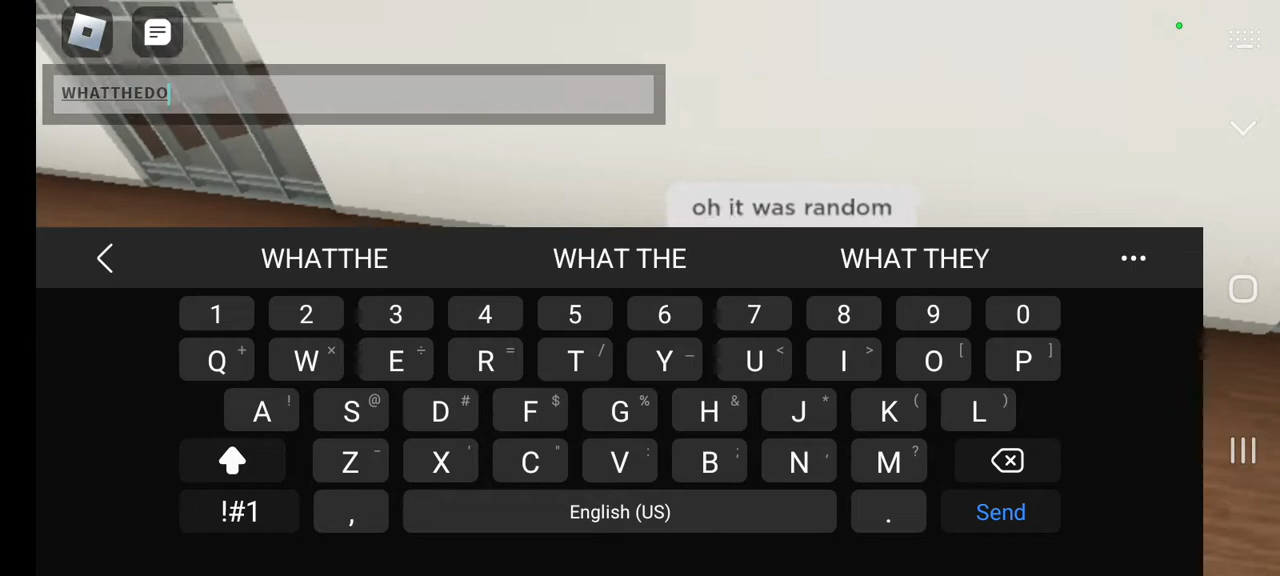 WHATTHEDO
oh it was random
WHATTHE WHAT THE WHAT THEY ...
1 2 3 4 5 6 7 8 9 0
Q + W × E ÷ R = T / Y _ U < I > O [ P ]
A ! S @ D # F $ G % H & J * K ( L )
Z - X ' C " V : B ; N , M ?
!#1 , English (US) . Send